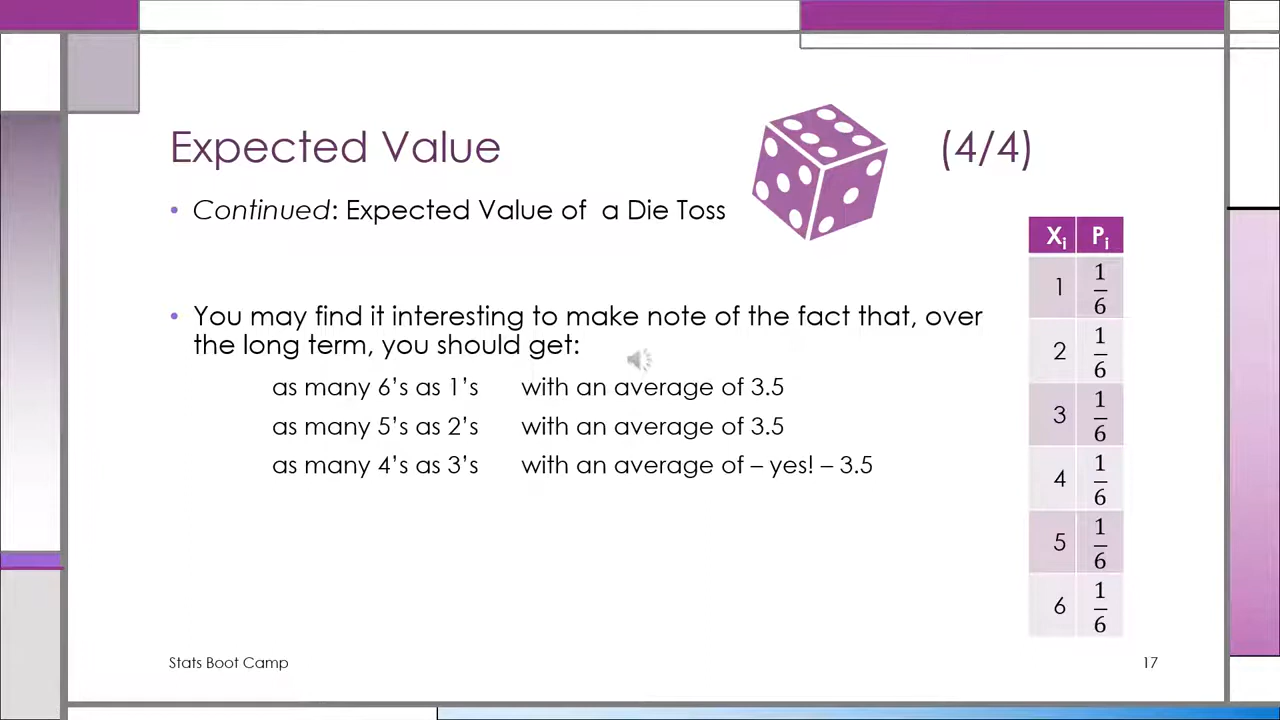 Expected Value (4/4)
• Continued: Expected Value of a Die Toss
• You may find it interesting to make note of the fact that, over
the long term, you should get:
as many 6’s as 1’s with an average of 3.5
as many 5’s as 2’s with an average of 3.5
as many 4’s as 3’s with an average of – yes! – 3.5
Xi Pi
1 1/6
2 1/6
3 1/6
4 1/6
5 1/6
6 1/6
Stats Boot Camp 17